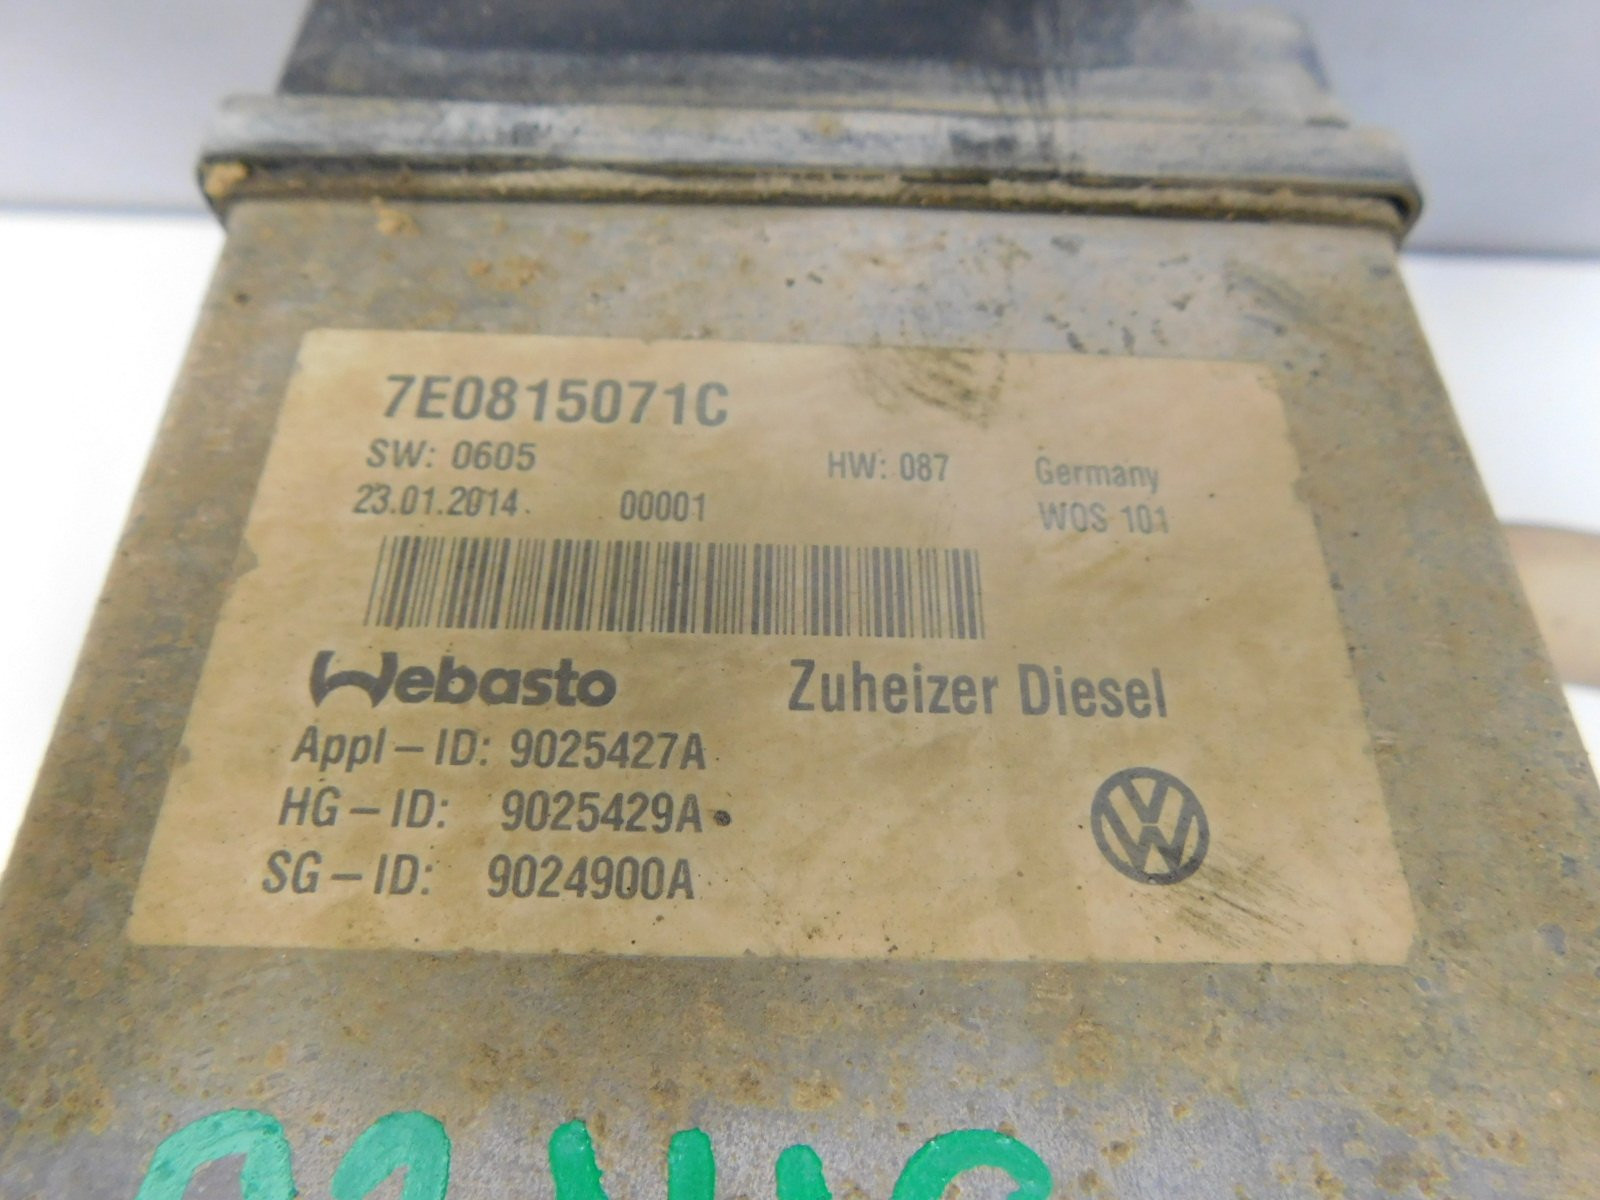 7E0815071C
SW: 0605 HW: 087 Germany
23.01.2014 00001 WOS 101
Webasto Zuheizer Diesel
Appl-ID: 9025427A
HG-ID: 9025429A
SG-ID: 9024900A
VW